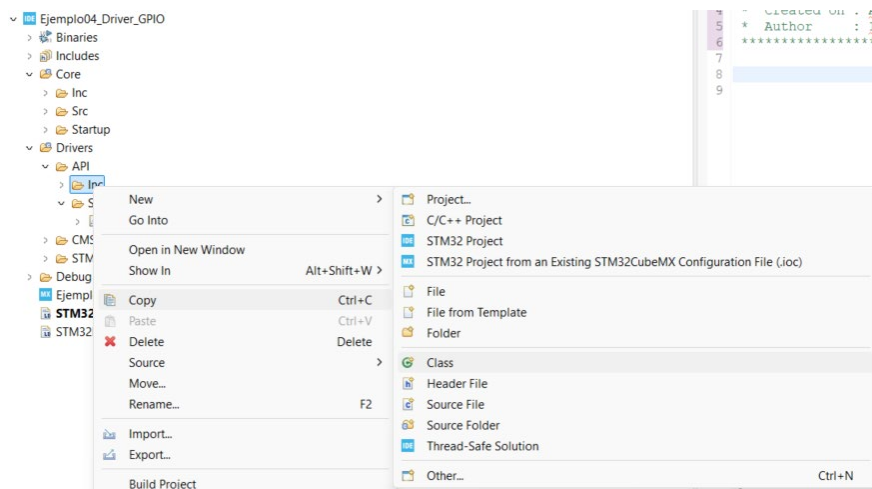 Ejemplo04_Driver_GPIO
Binaries
Includes
Core
Inc
Src
Startup
Drivers
API
Inc
S
CMS
STM
Debug
Ejempl
STM32
STM32
New
Go Into
Open in New Window
Show In Alt+Shift+W
Copy Ctrl+C
Paste Ctrl+V
Delete Delete
Source
Move...
Rename... F2
Import...
Export...
Build Project
Project...
C/C++ Project
STM32 Project
STM32 Project from an Existing STM32CubeMX Configuration File (.ioc)
File
File from Template
Folder
Class
Header File
Source File
Source Folder
Thread-Safe Solution
Other... Ctrl+N
4 * Created on :
5 * Author :
6 *****************
7
8
9